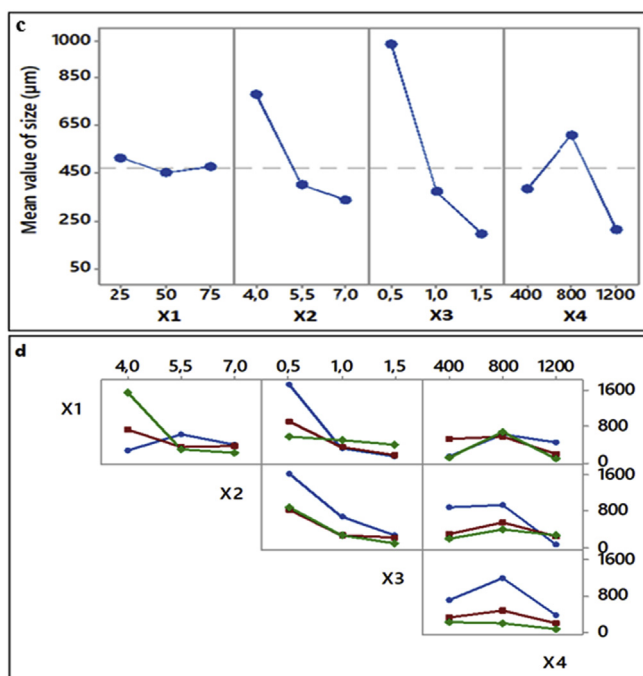 c
Mean value of size (µm)
1000
850
650
450
250
50
25 50 75 4,0 5,5 7,0 0,5 1,0 1,5 400 800 1200
X1 X2 X3 X4
d
4,0 5,5 7,0 0,5 1,0 1,5 400 800 1200
X1
1600
800
0
X2
1600
800
0
X3
1600
800
0
X4